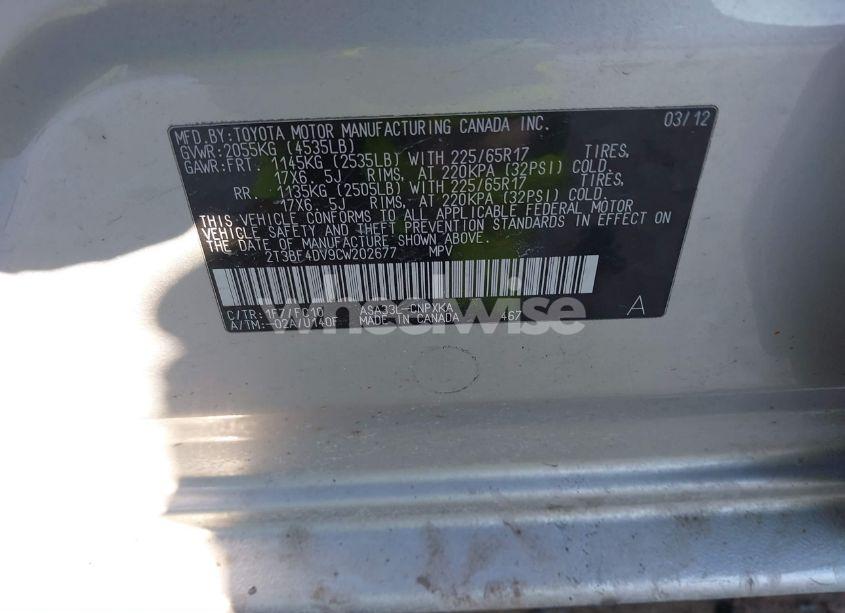 MFD.BY:TOYOTA MOTOR MANUFACTURING CANADA INC. 03/12
GVWR:2055KG (4535LB)
GAWR:FRT 1145KG (2535LB) WITH 225/65R17 TIRES,
17X6 5J RIMS, AT 220KPA (32PSI) COLD
RR 1135KG (2505LB) WITH 225/65R17 TIRES,
17X6 5J RIMS, AT 220KPA (32PSI) COLD.
THIS VEHICLE CONFORMS TO ALL APPLICABLE FEDERAL MOTOR
VEHICLE SAFETY AND THEFT PREVENTION STANDARDS IN EFFECT ON
THE DATE OF MANUFACTURE SHOWN ABOVE.
2T3BF4DV9CW202677 MPV
wheelwise
C/TR:1F7/FC10 ASA33L-CNPXKA
A/TM:-02A/U140F MADE IN CANADA 467 A